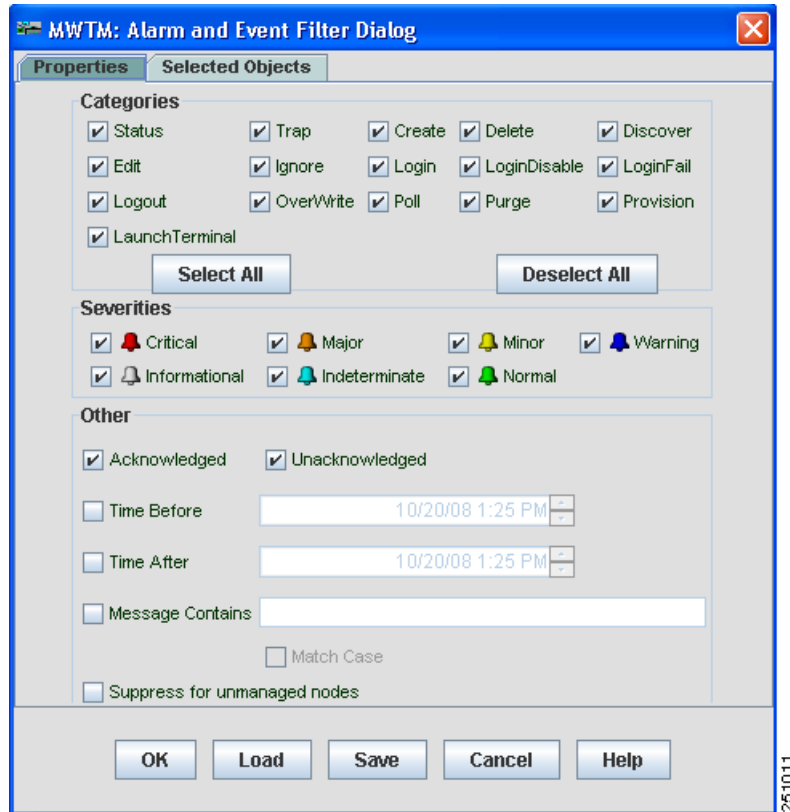 MWTM: Alarm and Event Filter Dialog
Properties Selected Objects
Categories
Status Trap Create Delete Discover
Edit Ignore Login LoginDisable LoginFail
Logout OverWrite Poll Purge Provision
LaunchTerminal
Select All Deselect All
Severities
Critical Major Minor Warning
Informational Indeterminate Normal
Other
Acknowledged Unacknowledged
Time Before 10/20/08 1:25 PM
Time After 10/20/08 1:25 PM
Message Contains
Match Case
Suppress for unmanaged nodes
OK Load Save Cancel Help
251011